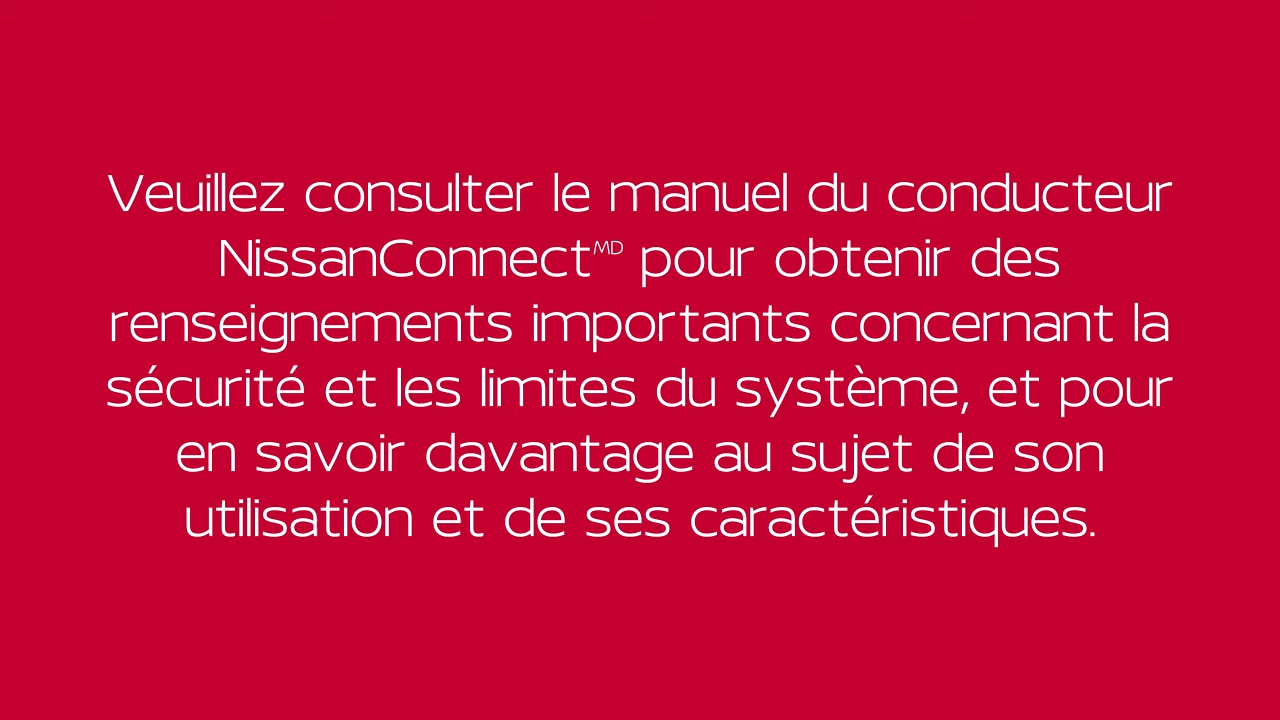 Veuillez consulter le manuel du conducteur
NissanConnectMD pour obtenir des
renseignements importants concernant la
sécurité et les limites du système, et pour
en savoir davantage au sujet de son
utilisation et de ses caractéristiques.